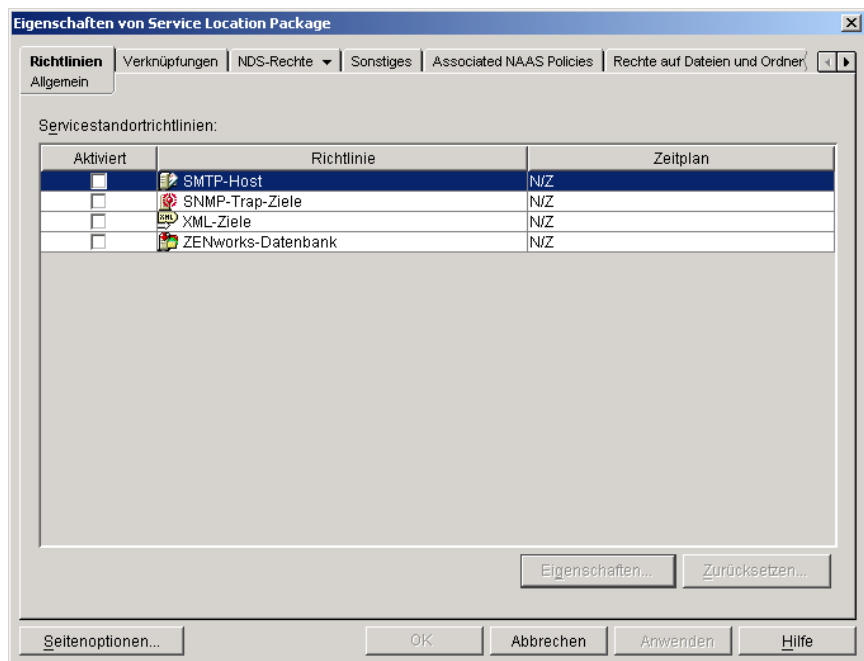 Eigenschaften von Service Location Package
Richtlinien Verknüpfungen NDS-Rechte Sonstiges Associated NAAS Policies Rechte auf Dateien und Ordner
Allgemein
Servicestandortrichtlinien:
Aktiviert Richtlinie Zeitplan
SMTP-Host N/Z
SNMP-Trap-Ziele N/Z
XML XML-Ziele N/Z
ZENworks-Datenbank N/Z
Eigenschaften... Zurücksetzen...
Seitenoptionen... OK Abbrechen Anwenden Hilfe